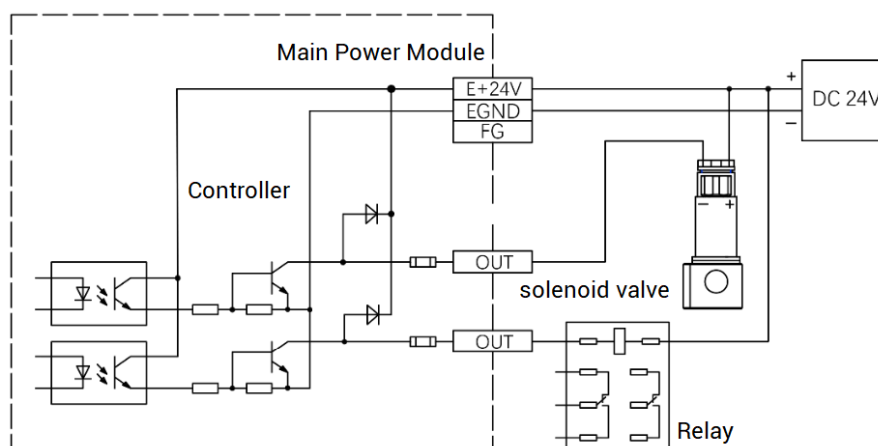 Main Power Module
E+24V
EGND
FG
+
DC 24V
−
Controller
− +
OUT
solenoid valve
OUT
Relay